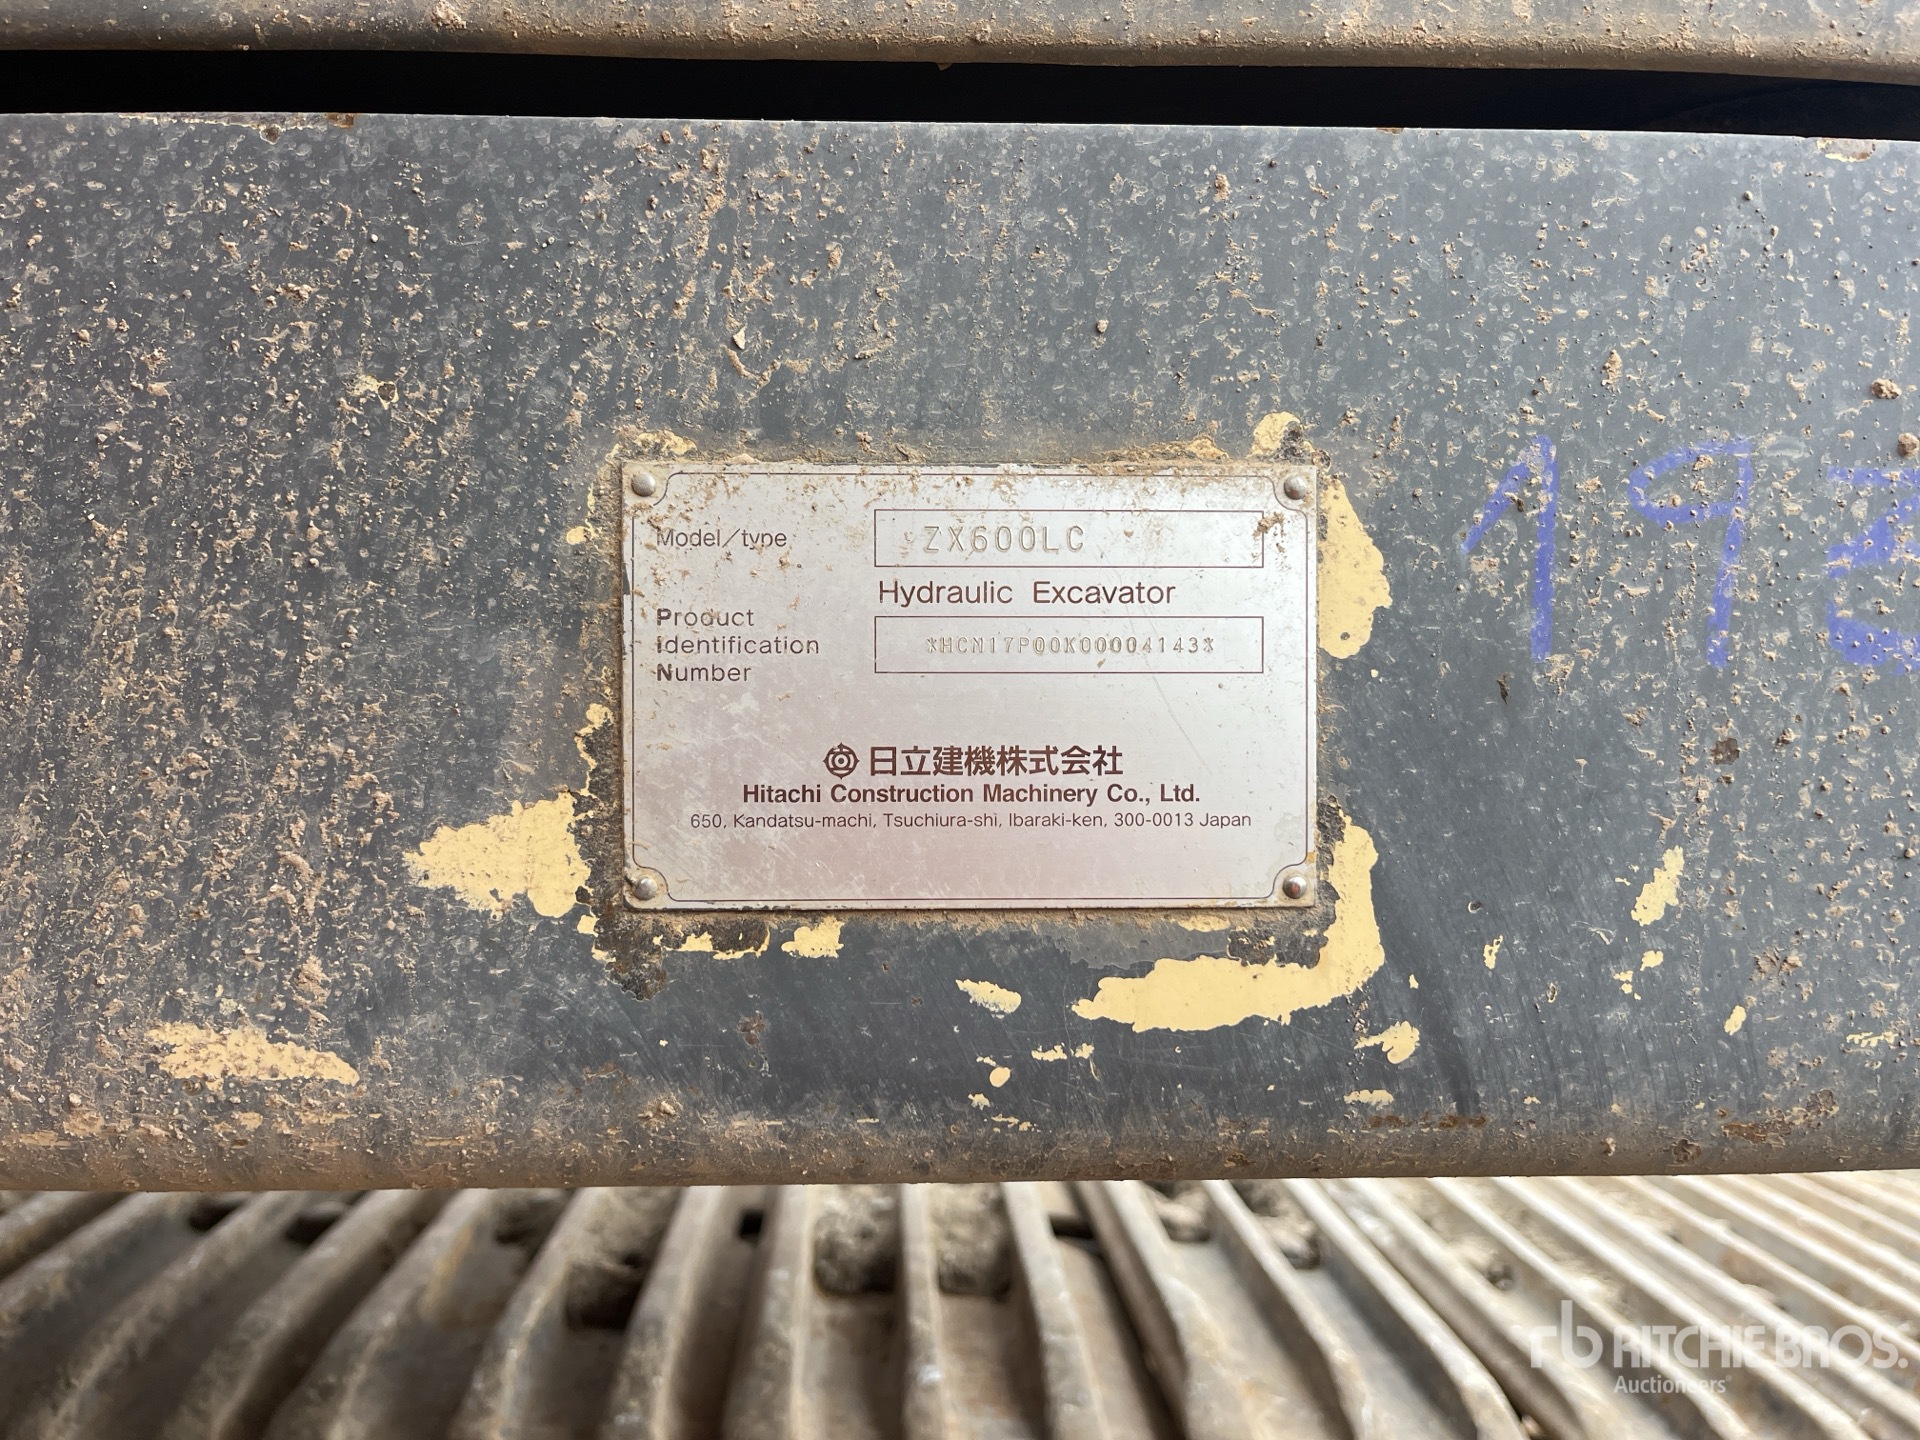 Model/type ZX600LC
Hydraulic Excavator
Product
Identification
Number
*HCN17P00K00004143*
日立建機株式会社
Hitachi Construction Machinery Co., Ltd.
650, Kandatsu-machi, Tsuchiura-shi, Ibaraki-ken, 300-0013 Japan
rb RITCHIE BROS.
Auctioneers